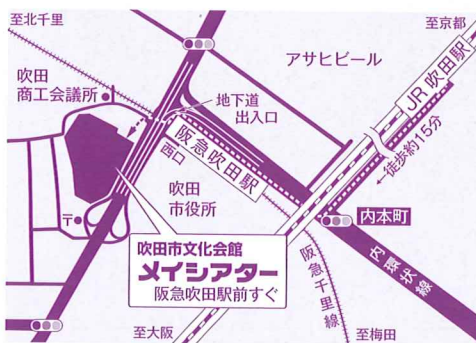 至北千里
至京都
アサヒビール
JR吹田駅
吹田
商工会議所
地下道
出入口
←徒歩約15分
阪急吹田駅
西口
吹田
市役所
〒
内本町
吹田市文化会館
メイシアター
阪急吹田駅前すぐ
阪急千里線
内環状線
至大阪
至梅田